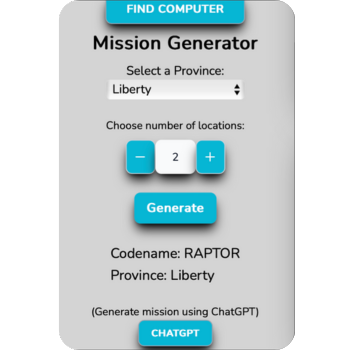 FIND COMPUTER
Mission Generator
Select a Province:
Liberty
Choose number of locations:
− 2 +
Generate
Codename: RAPTOR
Province: Liberty
(Generate mission using ChatGPT)
CHATGPT